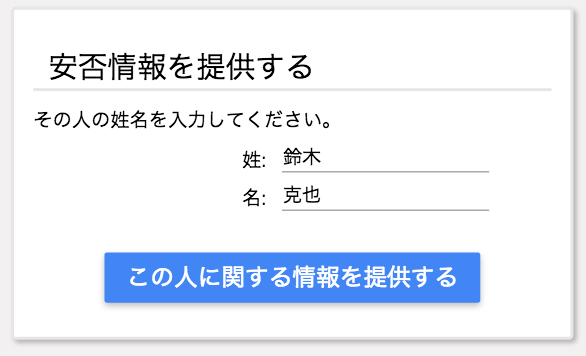 安否情報を提供する
その人の姓名を入力してください。
姓: 鈴木
名: 克也
この人に関する情報を提供する